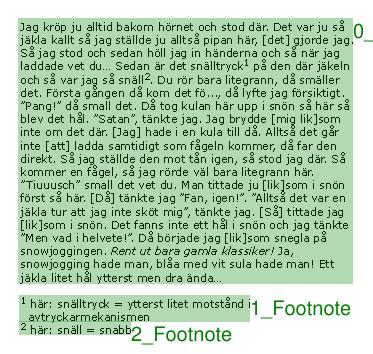 Jag kröp ju alltid bakom hörnet och stod där. Det var ju så
jäkla kallt så jag ställde ju alltså pipan här, [det] gjorde jag.
Så jag stod och sedan höll jag in händerna och så när jag
laddade vet du... Sedan är det snälltryck¹ på den där jäkeln
och så var jag så snäll². Du rör bara litegrann, då smäller
det. Första gången då kom det fö..., då lyfte jag försiktigt.
”Pang!” då small det. Då tog kulan här upp i snön så här så
blev det hål. ”Satan”, tänkte jag. Jag brydde [mig lik]som
inte om det där. [Jag] hade i en kula till då. Alltså det går
inte [att] ladda samtidigt som fågeln kommer, då far den
direkt. Så jag ställde den mot tån igen, så stod jag där. Så
kommer en fågel, så jag rörde väl bara litegrann här.
”Tiuuusch” small det vet du. Man tittade ju [lik]som i snön
först så här. [Då] tänkte jag ”Fan, igen!”. ”Alltså det var en
jäkla tur att jag inte sköt mig”, tänkte jag. [Så] tittade jag
[lik]som i snön. Det fanns inte ett hål i snön och jag tänkte
”Men vad i helvete!”. Då började jag [lik]som snegla på
snowjoggingen. Rent ut bara gamla klassiker! Ja,
snowjogging hade man, blåa med vit sula hade man! Ett
jäkla litet hål ytterst men dra ända...
0_
¹ här: snälltryck = ytterst litet motstånd i
avtryckarmekanismen
1_Footnote
² här: snäll = snabb
2_Footnote